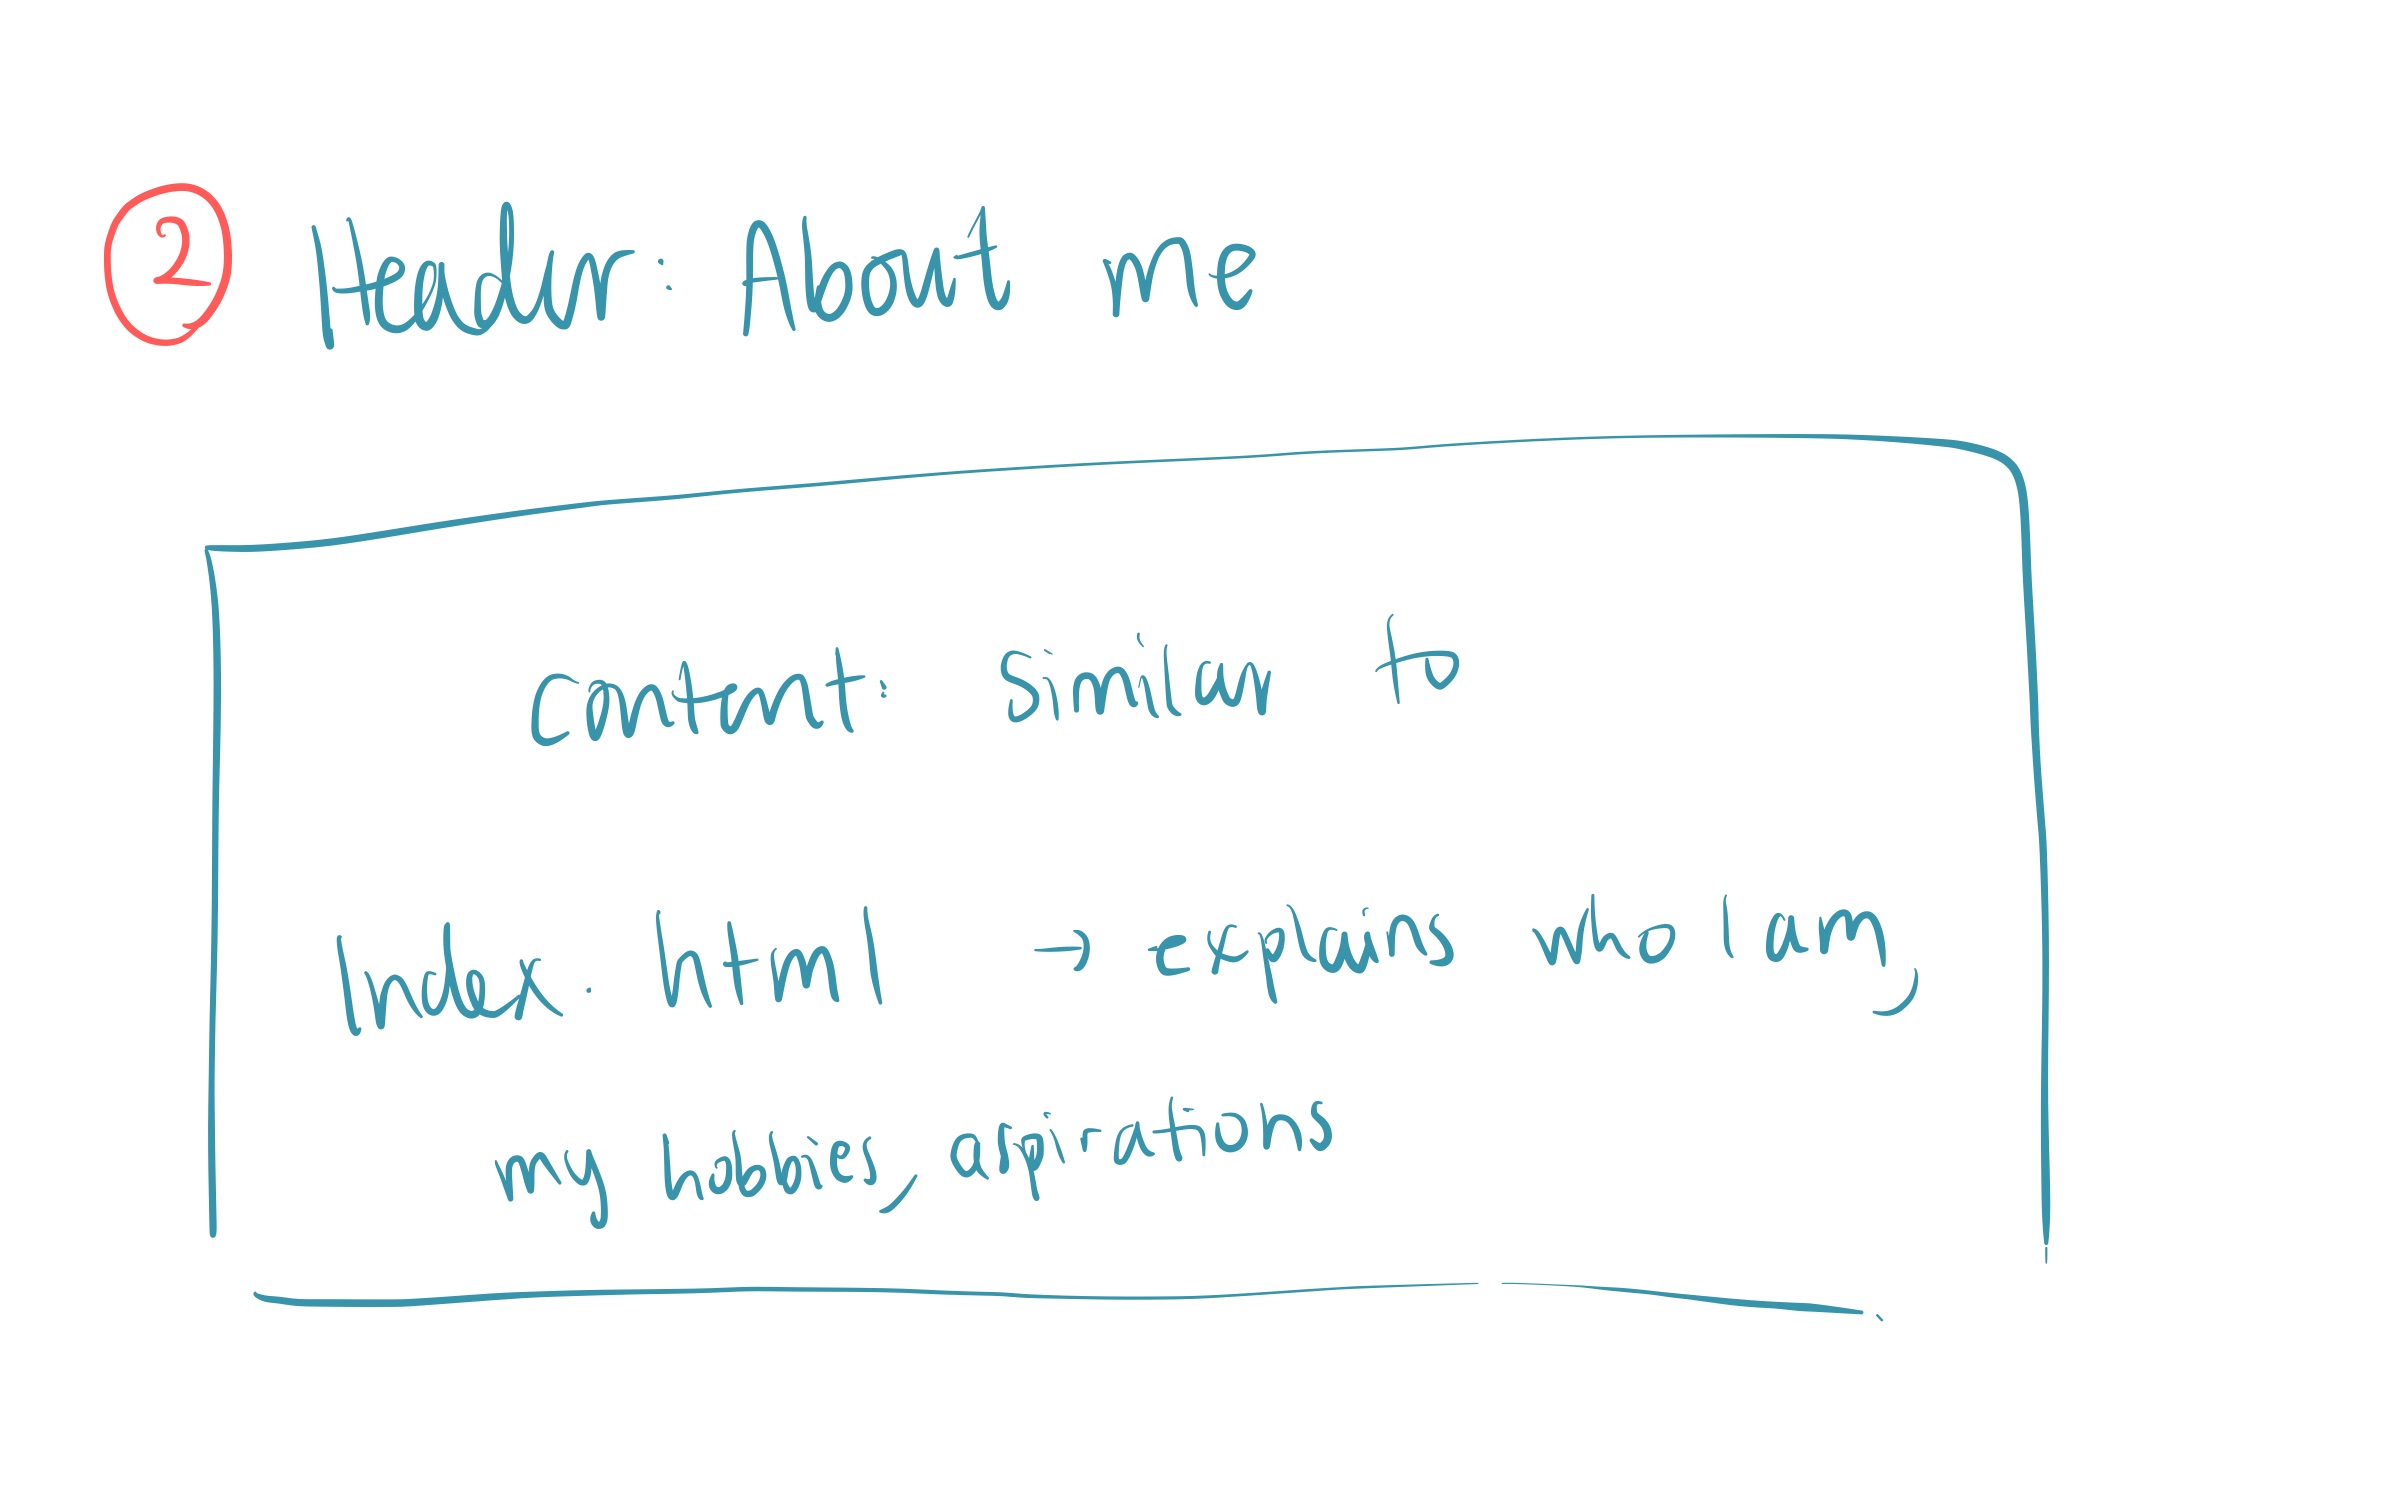 2 Header: About me
content: similar to
Index. html → explains who I am,
my hobbies, aspirations